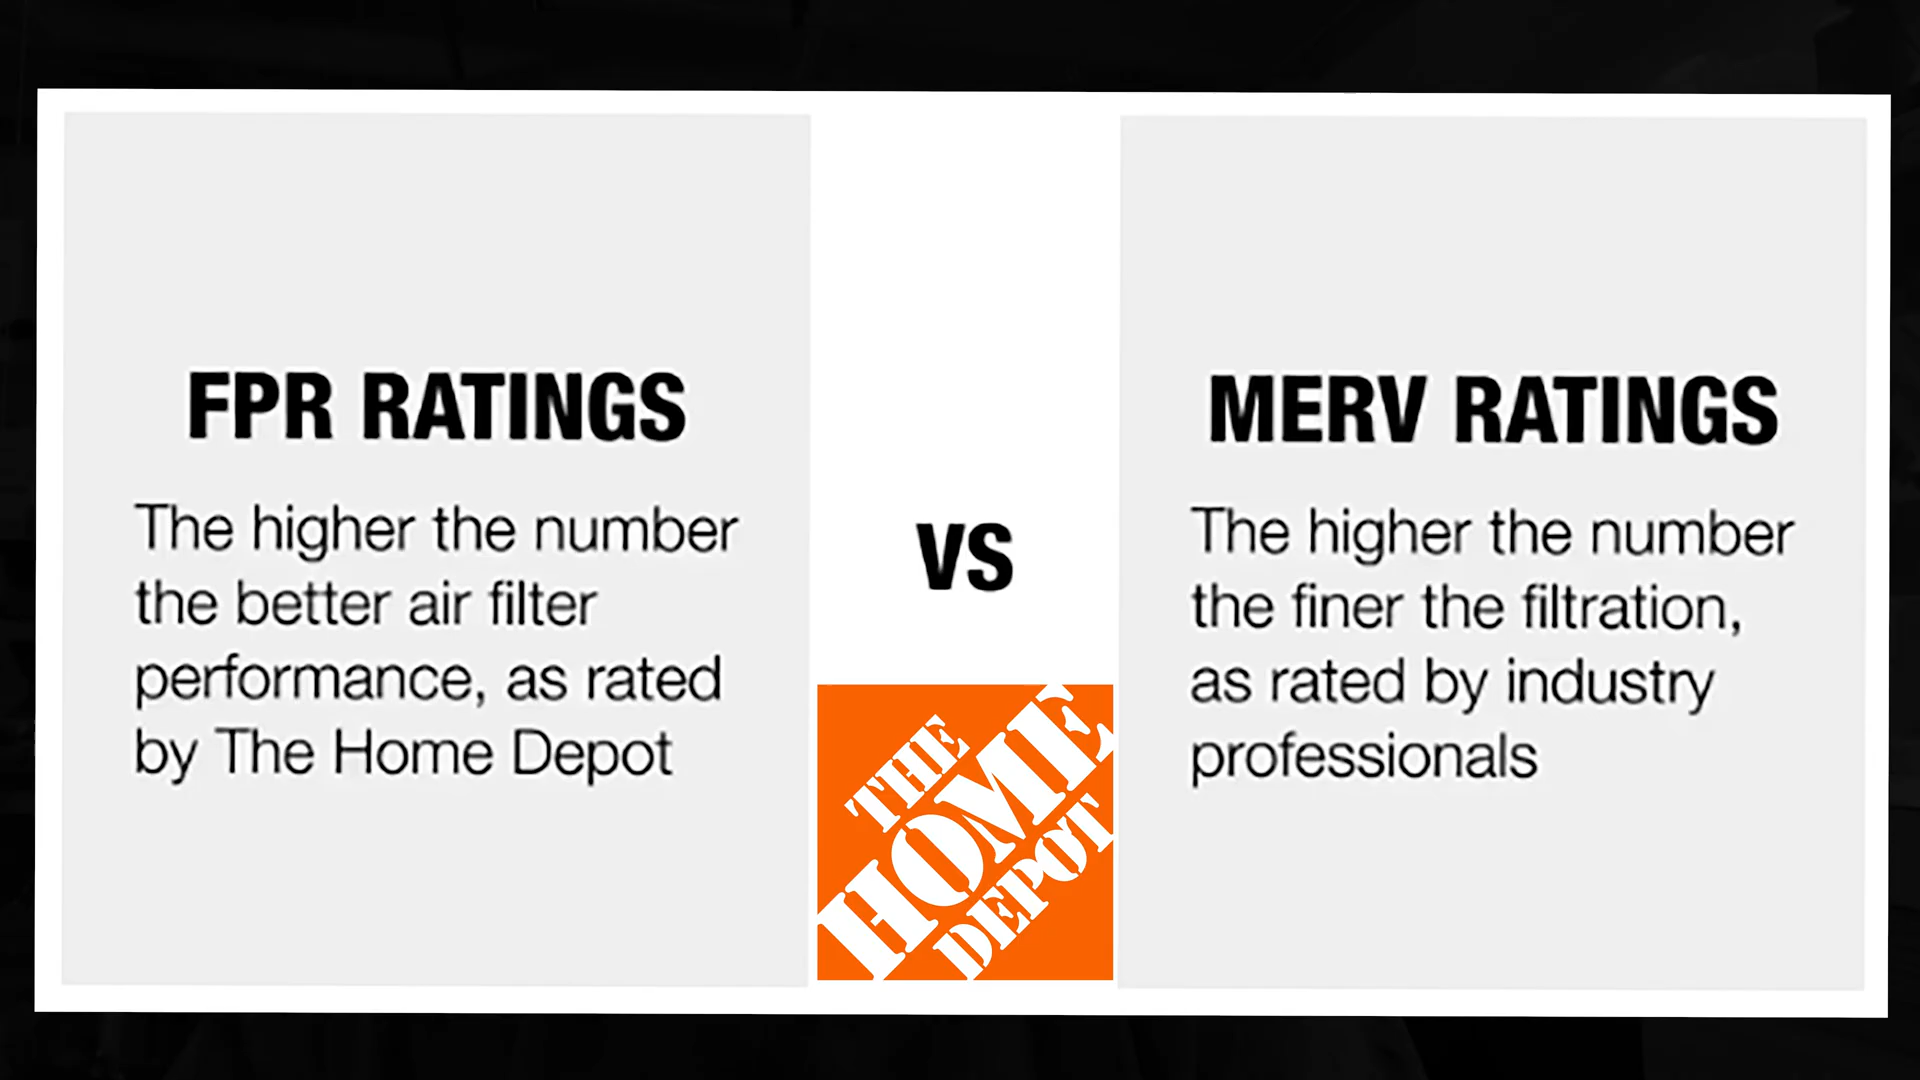 FPR RATINGS
The higher the number
the better air filter
performance, as rated
by The Home Depot
VS
THE
HOME
DEPOT
MERV RATINGS
The higher the number
the finer the filtration,
as rated by industry
professionals